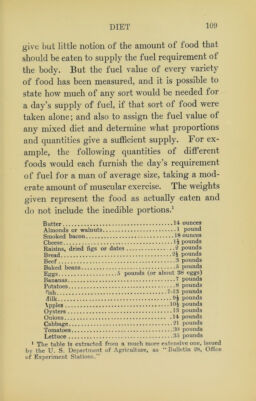 DIET 109
give but little notion of the amount of food that
should be eaten to supply the fuel requirement of
the body. But the fuel value of every variety
of food has been measured, and it is possible to
state how much of any sort would be needed for
a day's supply of fuel, if that sort of food were
taken alone; and also to assign the fuel value of
any mixed diet and determine what proportions
and quantities give a sufficient supply. For ex-
ample, the following quantities of different
foods would each furnish the day's requirement
of fuel for a man of average size, taking a mod-
erate amount of muscular exercise. The weights
given represent the food as actually eaten and
do not include the inedible portions.¹
Butter 14 ounces
Almonds or walnuts 1 pound
Smoked bacon 18 ounces
Cheese 1½ pounds
Raisins, dried figs or dates 2 pounds
Bread 2½ pounds
Beef 3 pounds
Baked beans 5 pounds
Eggs 5 pounds (or about 38 eggs)
Bananas 7 pounds
Potatoes 8 pounds
Fish 7-13 pounds
Milk 9½ pounds
Apples 10½ pounds
Oysters 13 pounds
Onions 14 pounds
Cabbage 21 pounds
Tomatoes pounds
Lettuce 35 pounds
¹ The table is extracted from a much more extensive one, issued
by the U. S. Department of Agriculture, as "Bulletin 28, Office
of Experiment Stations."